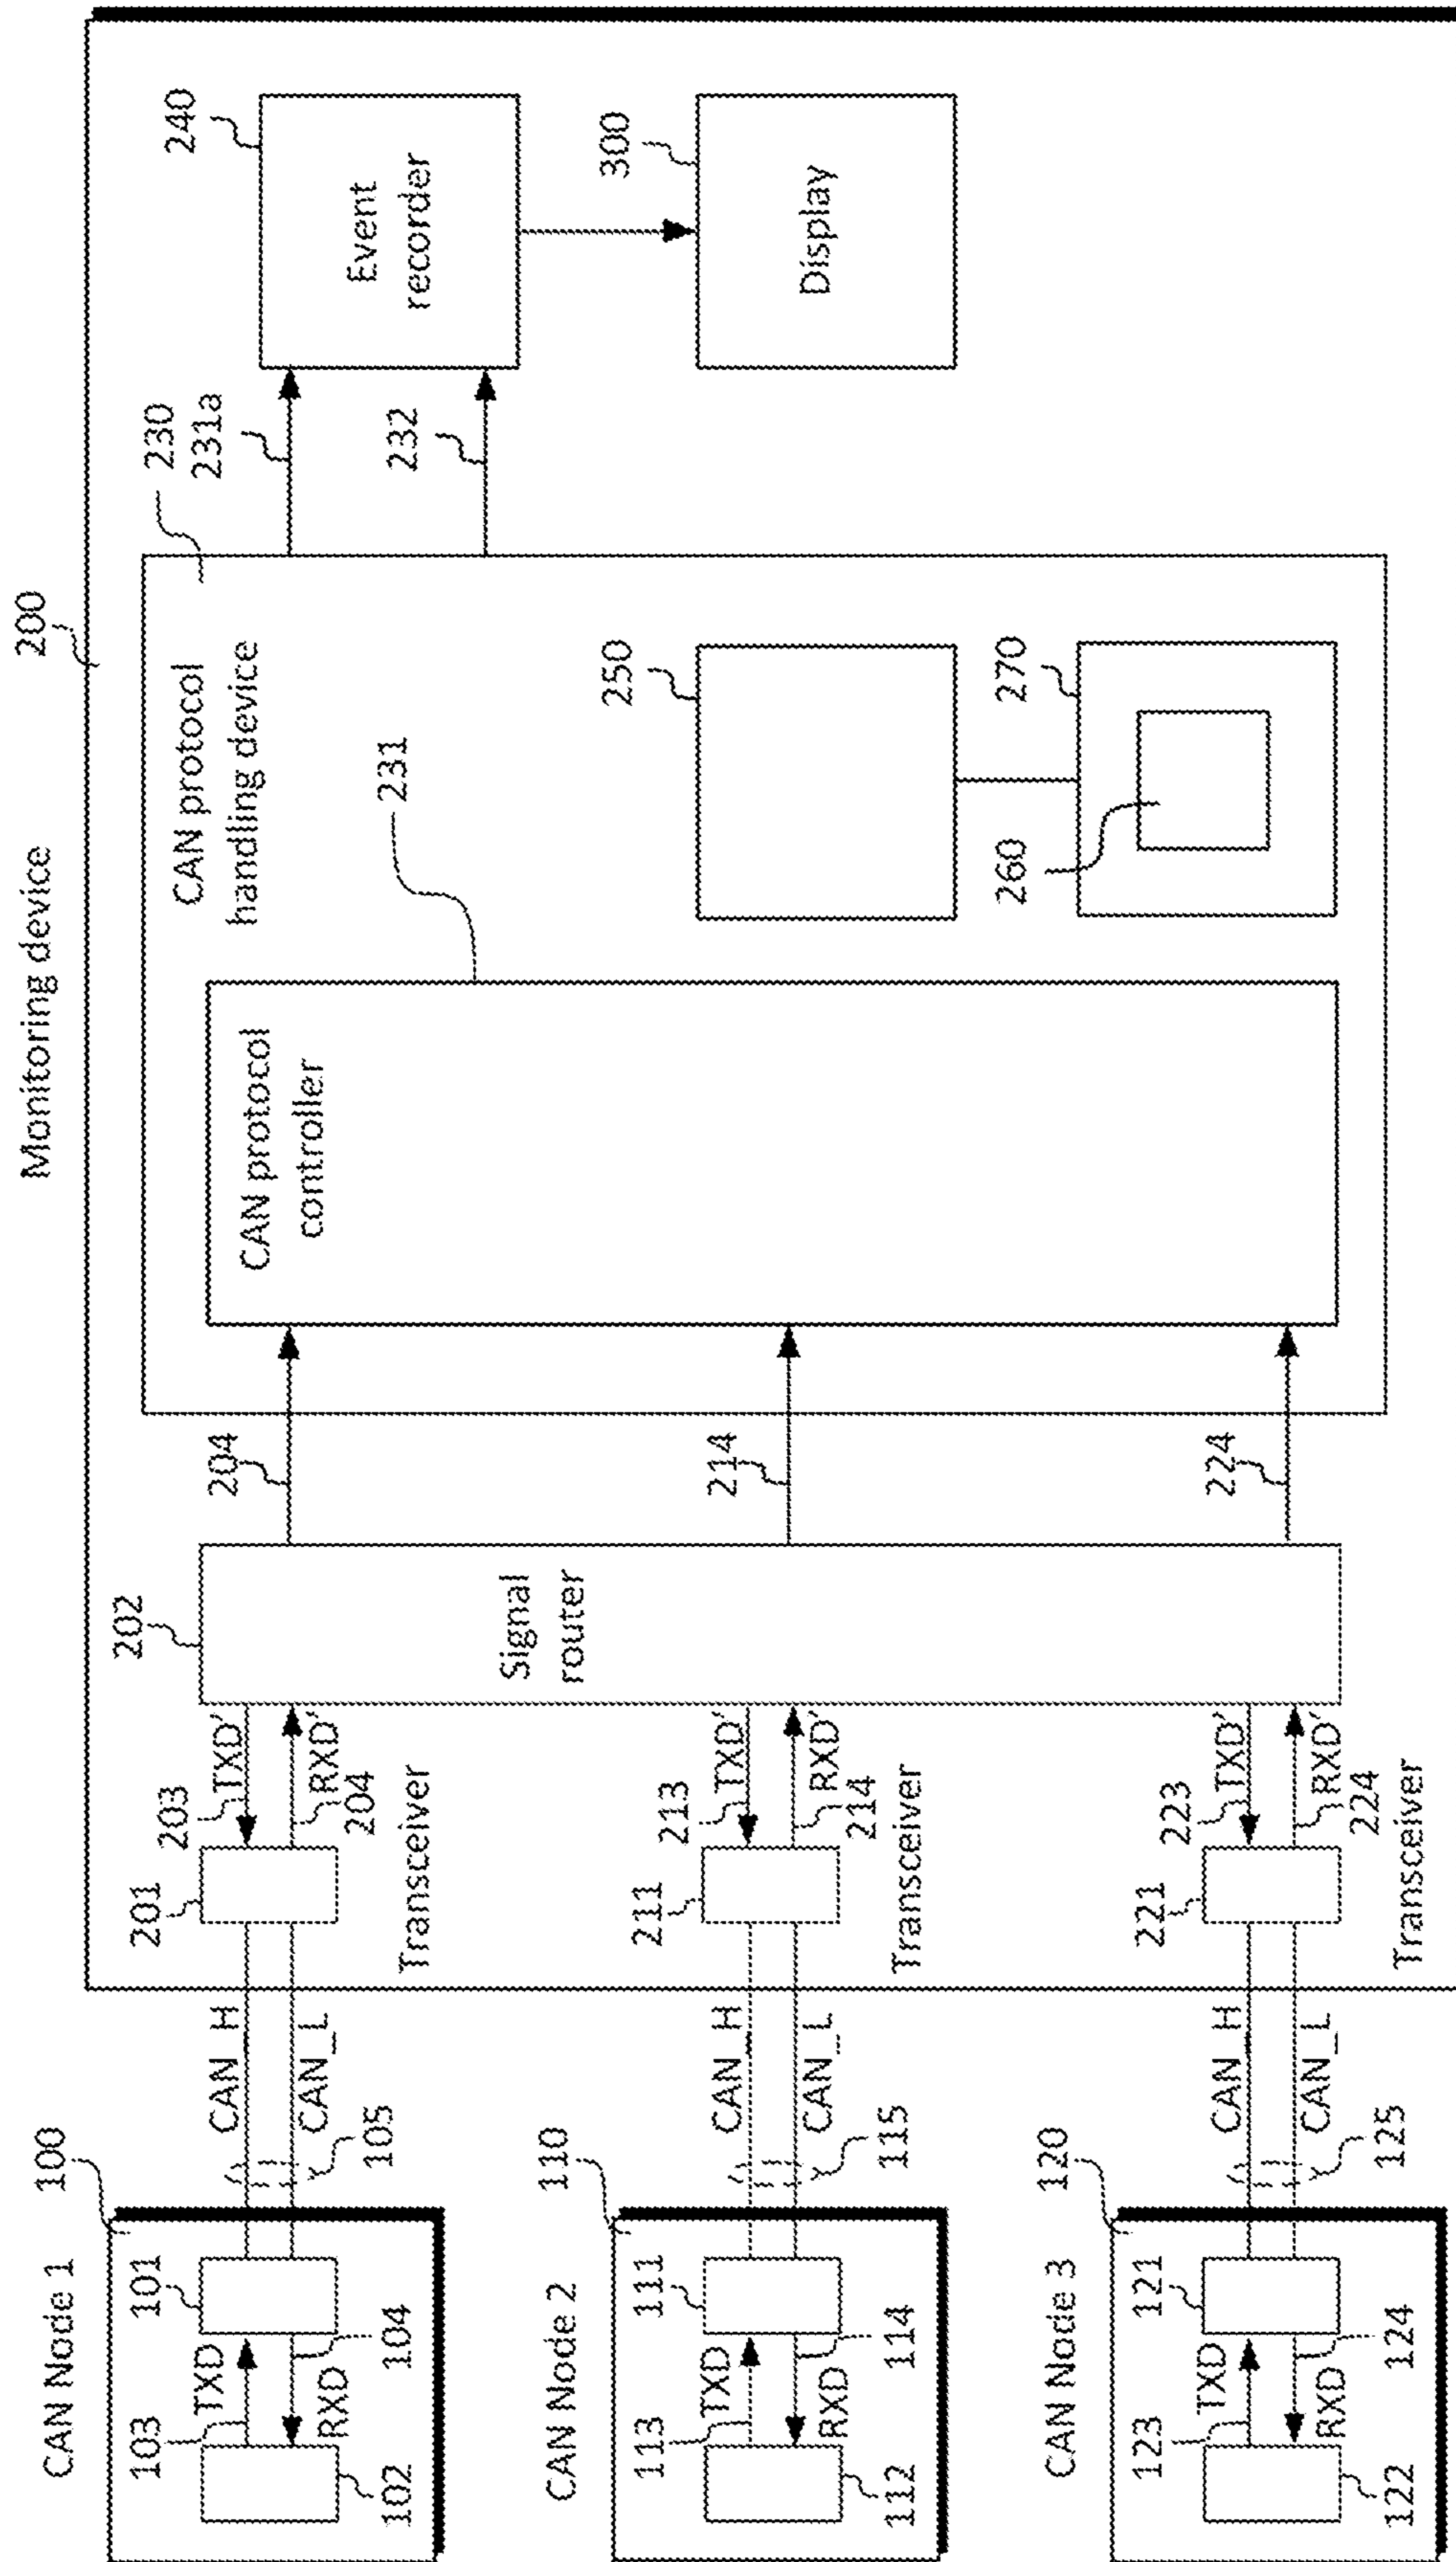 Monitoring device
200
CAN Node 1
100
103
TXD
101
102
RXD
104
CAN_H
CAN_L
105
201
203
TXD'
RXD'
204
Transceiver
202
Signal
router
204
CAN protocol
controller
231
CAN protocol
handling device
230
231a
232
240
Event
recorder
300
Display
250
260
270
CAN Node 2
110
113
TXD
111
112
RXD
114
CAN_H
CAN_L
115
211
213
TXD'
RXD'
214
Transceiver
214
CAN Node 3
120
123
TXD
121
122
RXD
124
CAN_H
CAN_L
125
221
223
TXD'
RXD'
224
Transceiver
224